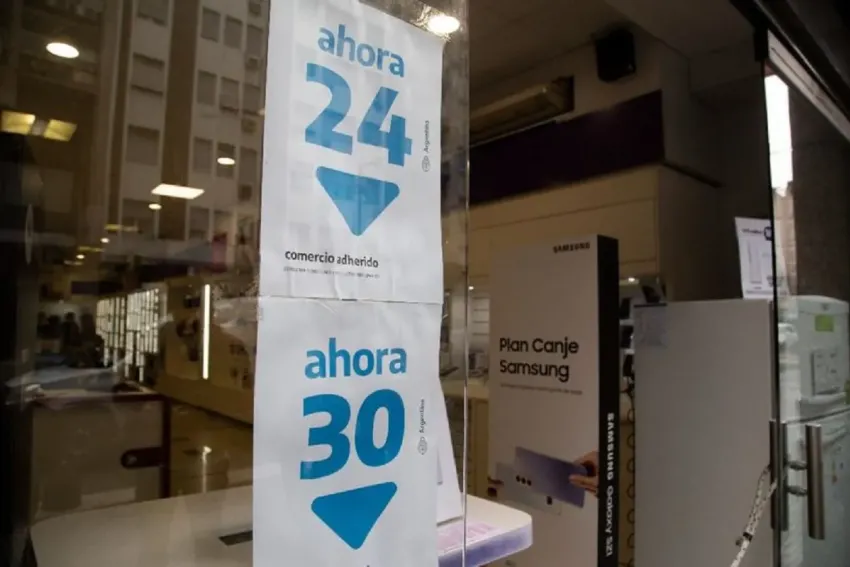 ahora
24
Argentina
comercio adherido
ahora
30
Argentina
SAMSUNG
Plan Canje
Samsung
SAMSUNG
Galaxy S21